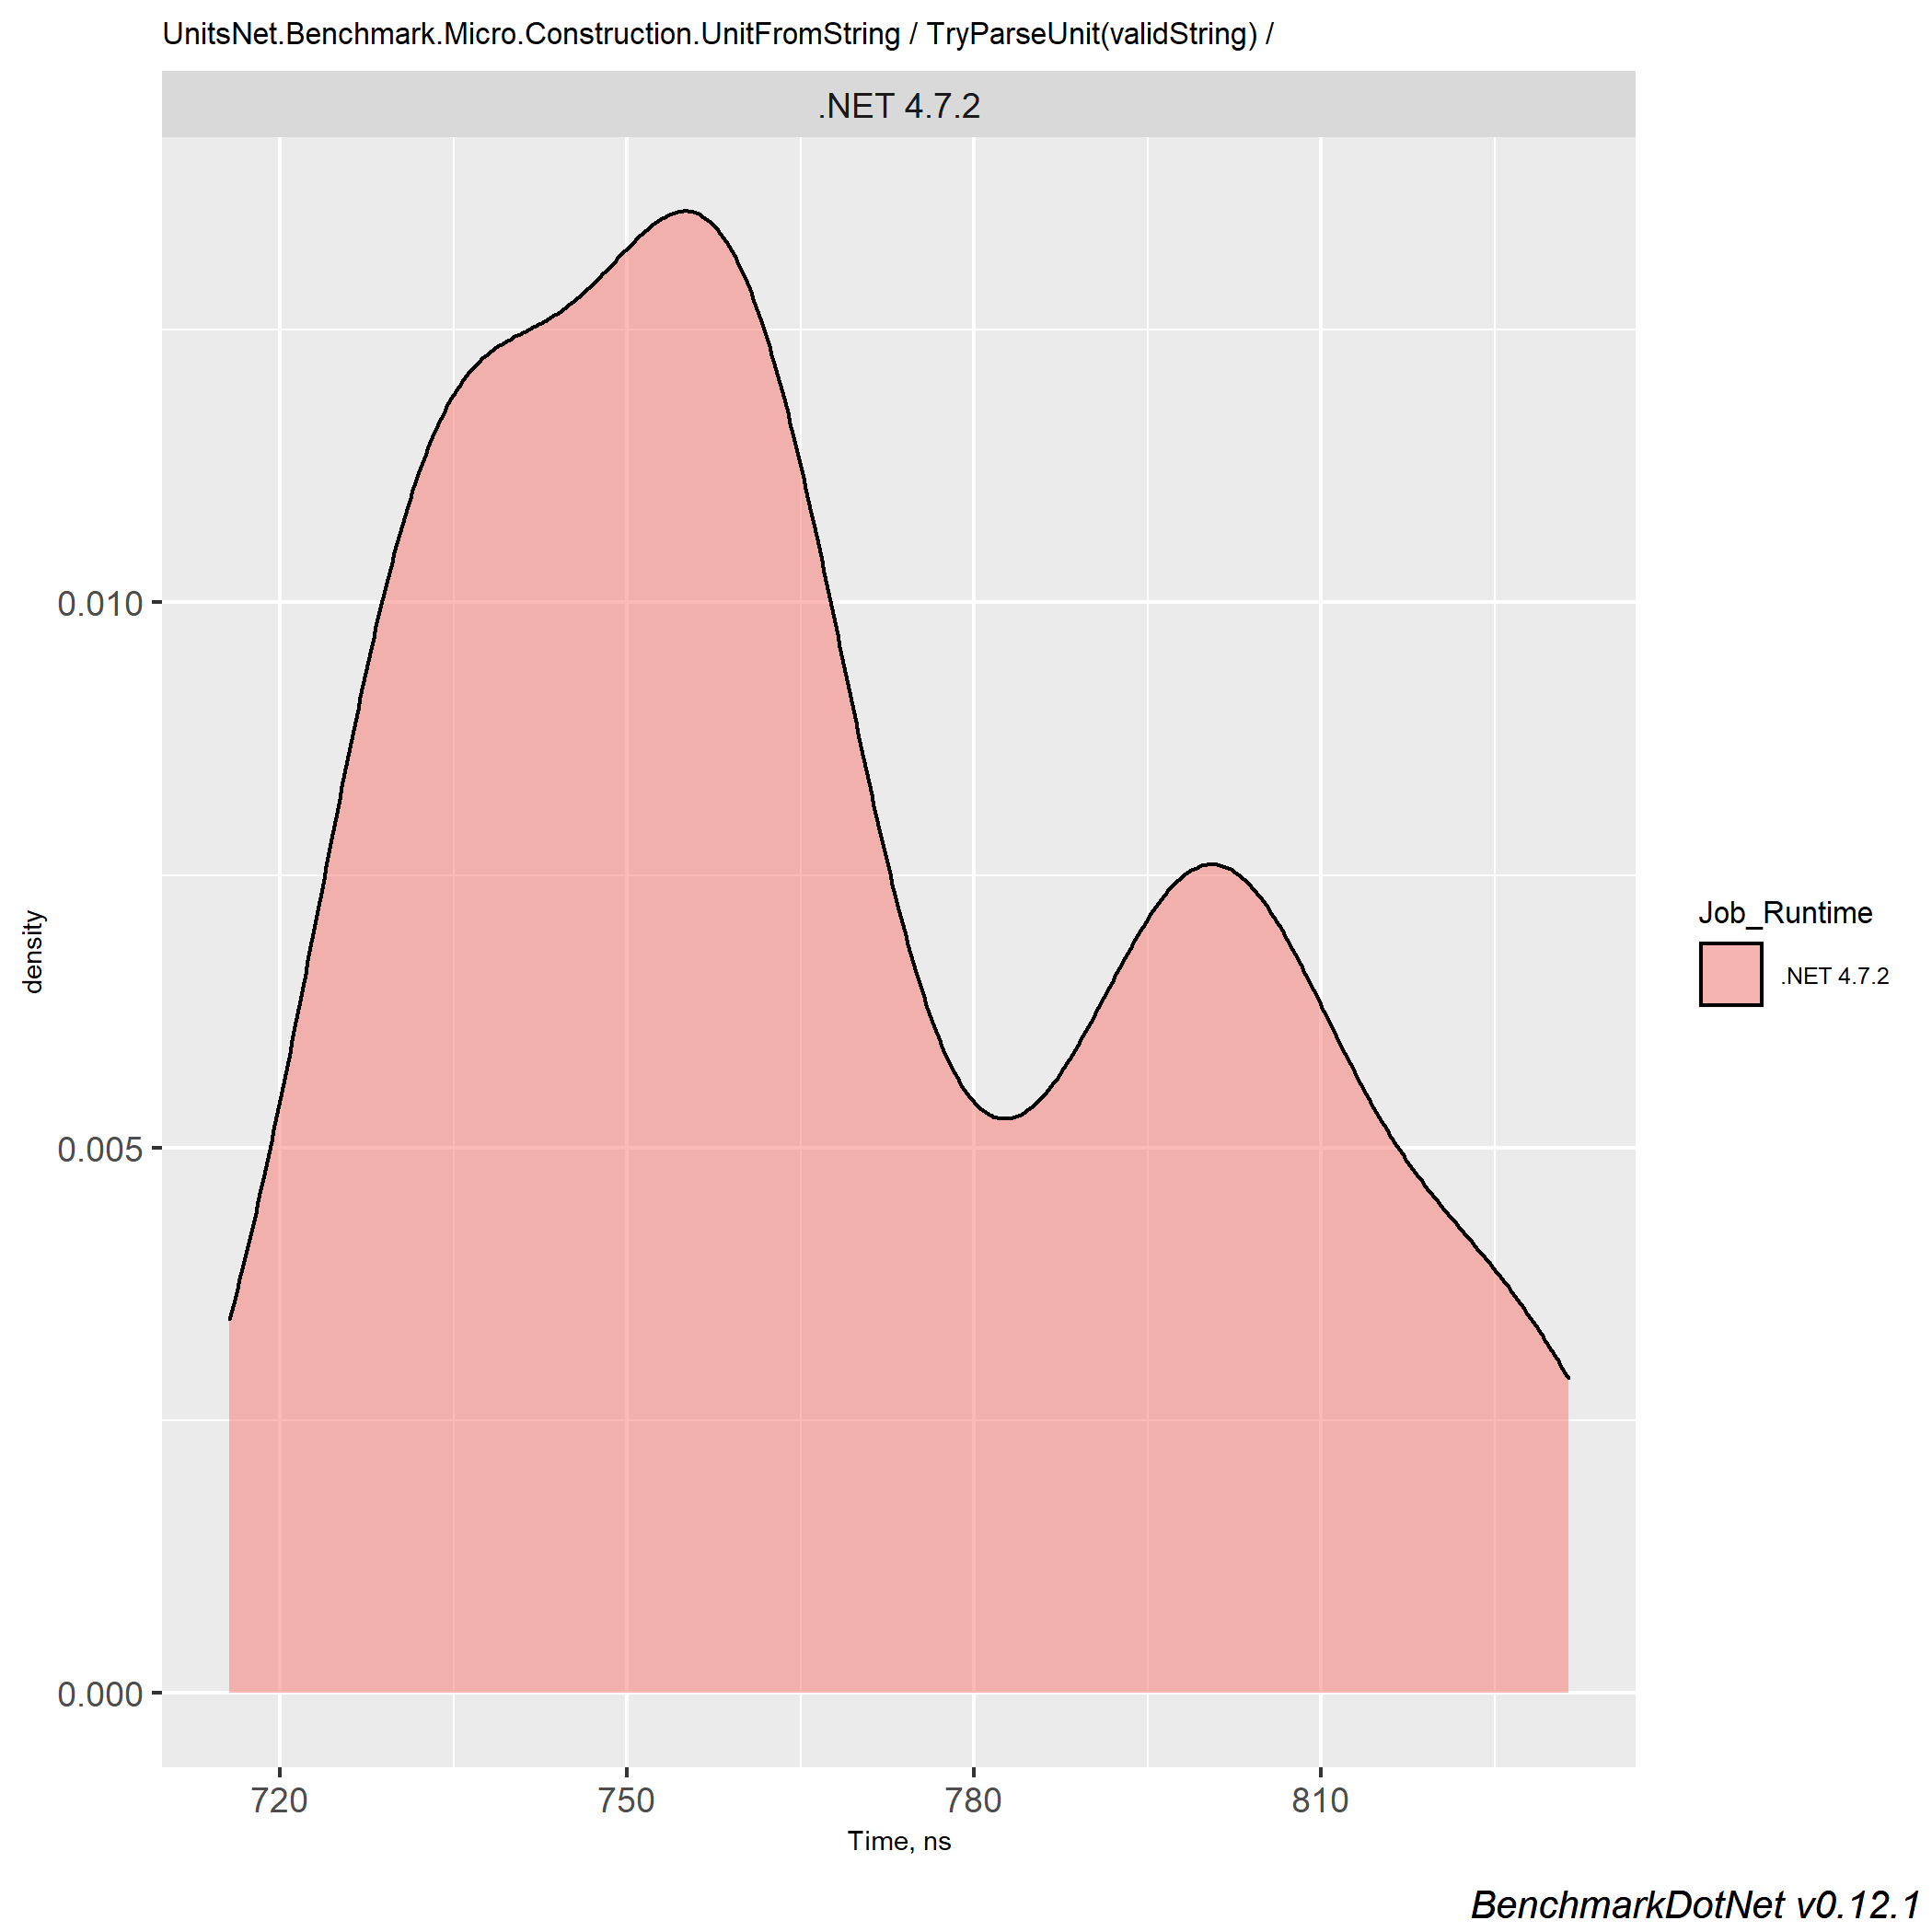 UnitsNet.Benchmark.Micro.Construction.UnitFromString / TryParseUnit(validString) /
.NET 4.7.2
0.010
0.005
0.000
density
720 750 780 810
Time, ns
Job_Runtime
.NET 4.7.2
BenchmarkDotNet v0.12.1